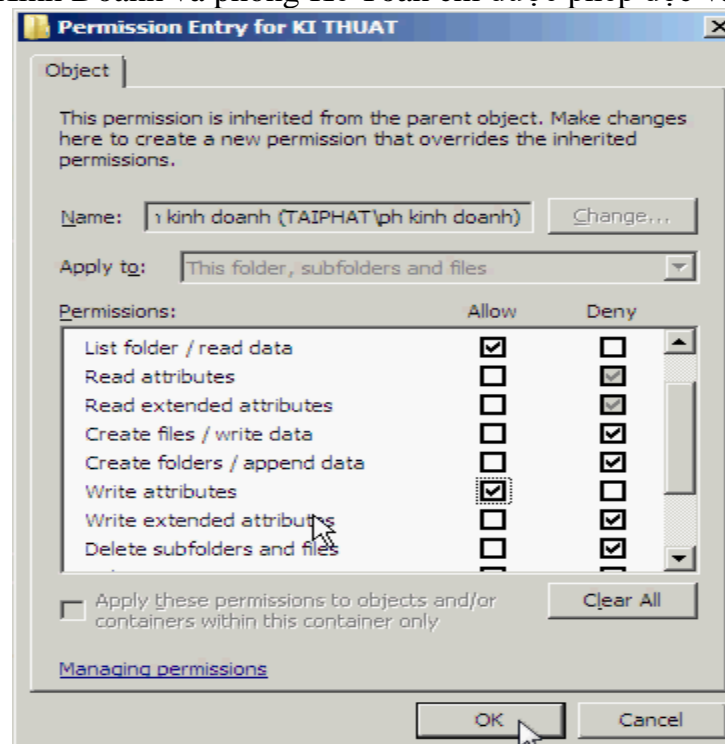 Permission Entry for KI THUAT
Object
This permission is inherited from the parent object. Make changes
here to create a new permission that overrides the inherited
permissions.
Name: kinh doanh (TAIPHAT\ph kinh doanh) Change...
Apply to: This folder, subfolders and files
Permissions: Allow Deny
List folder / read data
Read attributes
Read extended attributes
Create files / write data
Create folders / append data
Write attributes
Write extended attributes
Delete subfolders and files
Apply these permissions to objects and/or Clear All
containers within this container only
Managing permissions
OK Cancel